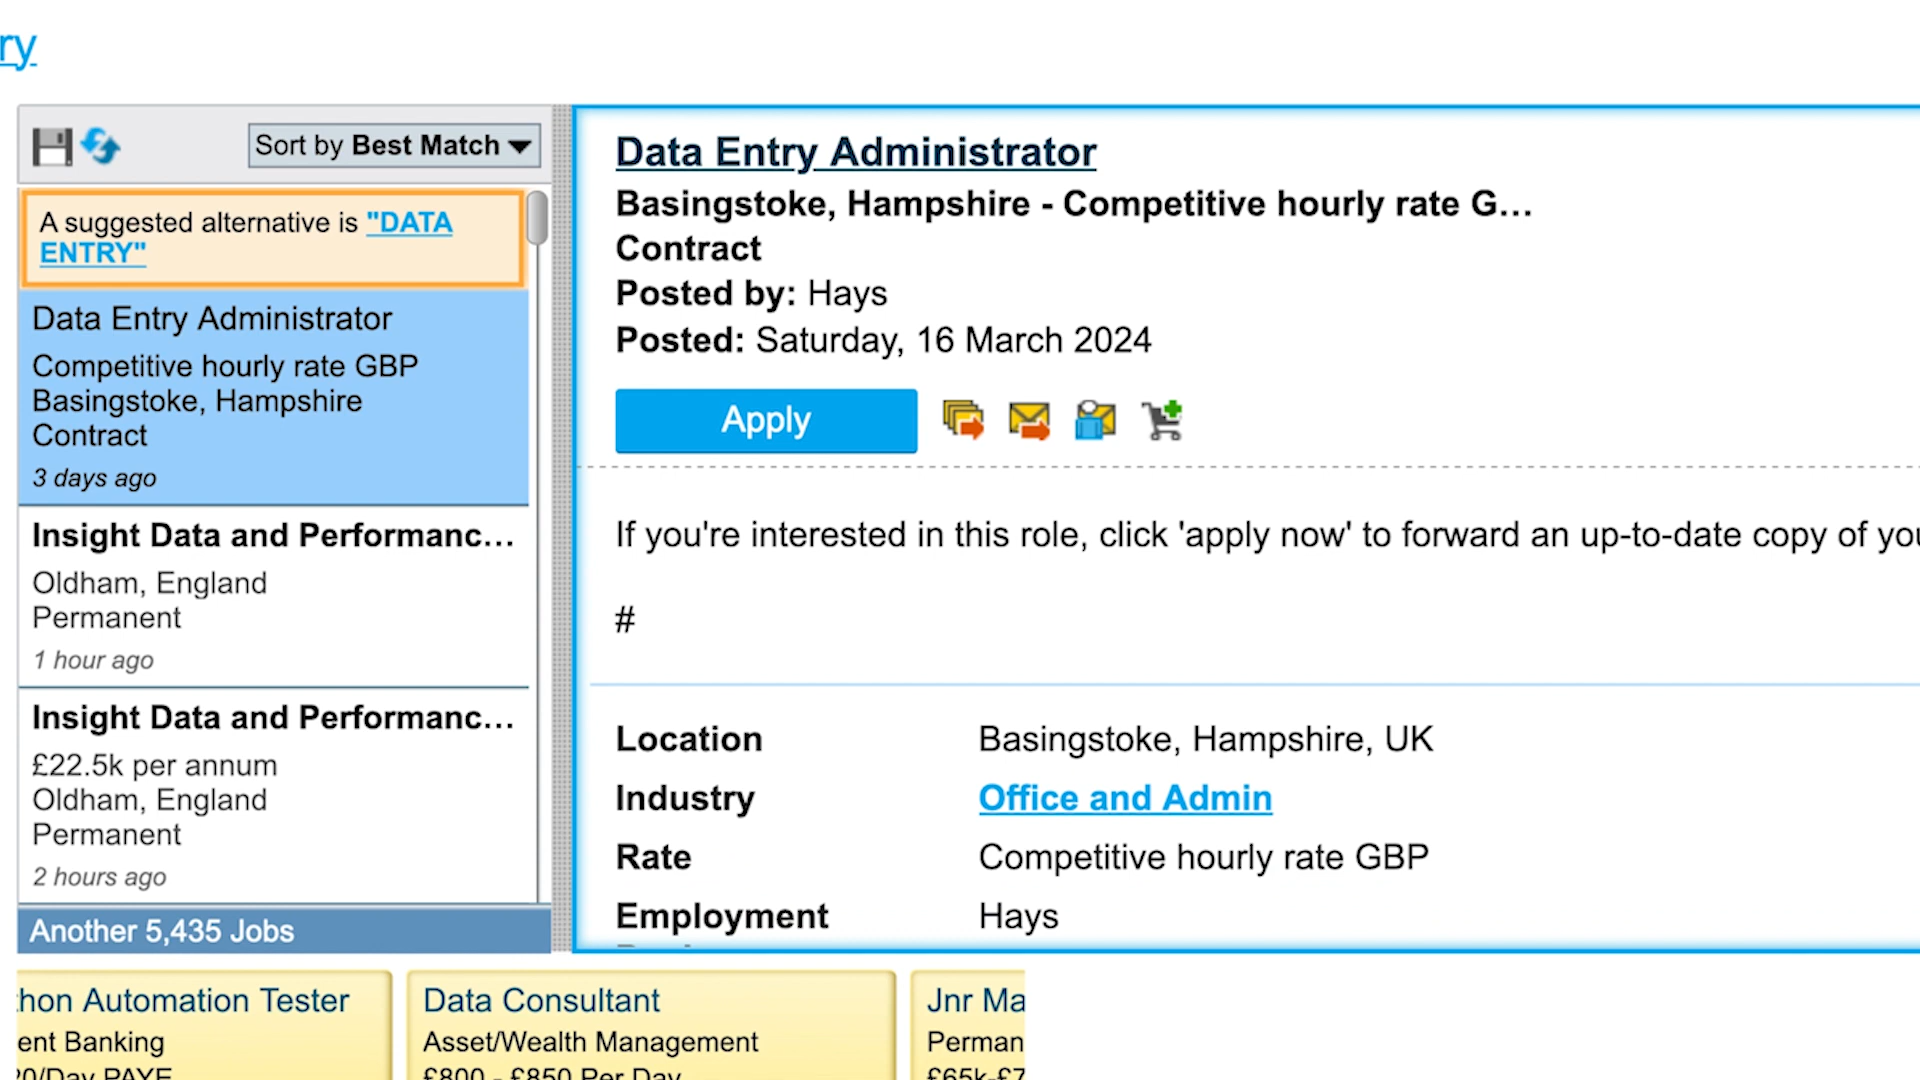 ry
Sort by Best Match
A suggested alternative is "DATA
ENTRY"
Data Entry Administrator
Competitive hourly rate GBP
Basingstoke, Hampshire
Contract
3 days ago
Insight Data and Performanc...
Oldham, England
Permanent
1 hour ago
Insight Data and Performanc...
£22.5k per annum
Oldham, England
Permanent
2 hours ago
Another 5,435 Jobs
Data Entry Administrator
Basingstoke, Hampshire - Competitive hourly rate G...
Contract
Posted by: Hays
Posted: Saturday, 16 March 2024
Apply
If you're interested in this role, click 'apply now' to forward an up-to-date copy of
#
Location Basingstoke, Hampshire, UK
Industry Office and Admin
Rate Competitive hourly rate GBP
Employment Hays
hon Automation Tester
ent Banking
0/Day PAYE
Data Consultant
Asset/Wealth Management
£800 - £850 Per Day
Jnr Ma
Perman
£65k-£7